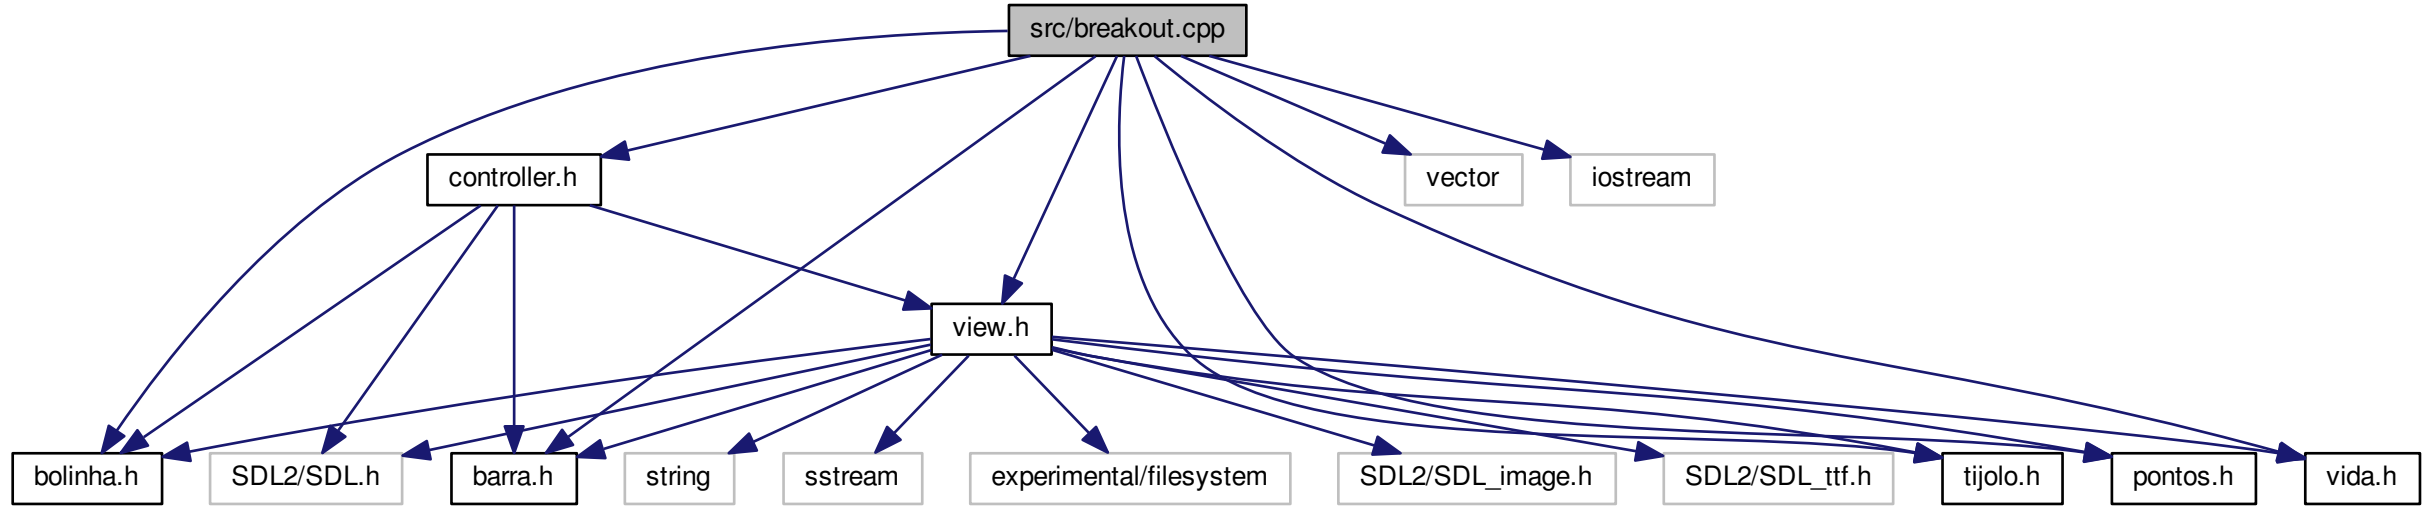 src/breakout.cpp
controller.h
vector
iostream
view.h
bolinha.h
SDL2/SDL.h
barra.h
string
sstream
experimental/filesystem
SDL2/SDL_image.h
SDL2/SDL_ttf.h
tijolo.h
pontos.h
vida.h